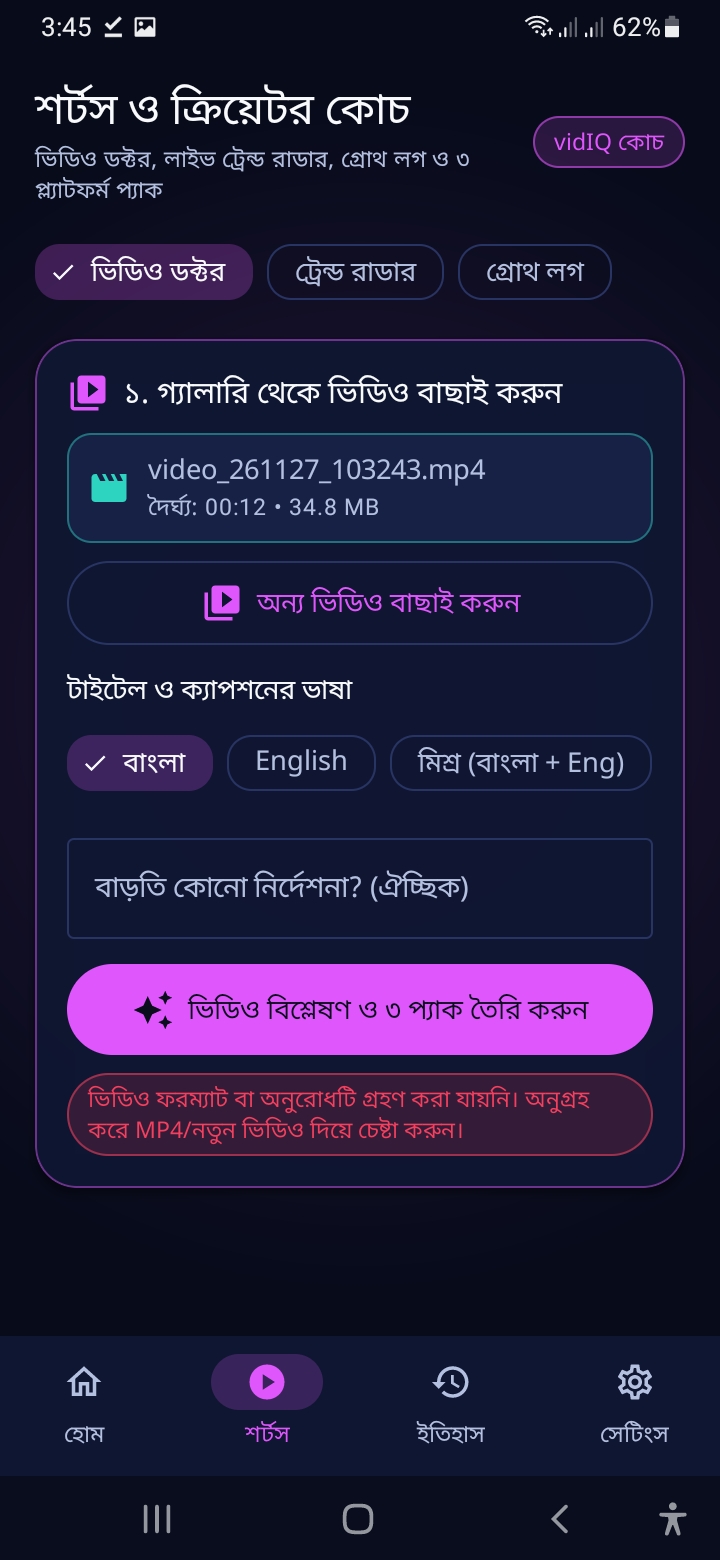 3:45
62%
শর্টস ও ক্রিয়েটর কোচ
ভিডিও ডক্টর, লাইভ ট্রেন্ড রাডার, গ্রোথ লগ ও ৩
প্ল্যাটফর্ম প্যাক
vidIQ কোচ
ভিডিও ডক্টর
ট্রেন্ড রাডার
গ্রোথ লগ
১. গ্যালারি থেকে ভিডিও বাছাই করুন
video_261127_103243.mp4
দৈর্ঘ্য: 00:12 • 34.8 MB
অন্য ভিডিও বাছাই করুন
টাইটেল ও ক্যাপশনের ভাষা
বাংলা
English
মিশ্র (বাংলা + Eng)
বাড়তি কোনো নির্দেশনা? (ঐচ্ছিক)
ভিডিও বিশ্লেষণ ও ৩ প্যাক তৈরি করুন
ভিডিও ফরম্যাট বা অনুরোধটি গ্রহণ করা যায়নি। অনুগ্রহ
করে MP4/নতুন ভিডিও দিয়ে চেষ্টা করুন।
হোম
শর্টস
ইতিহাস
সেটিংস